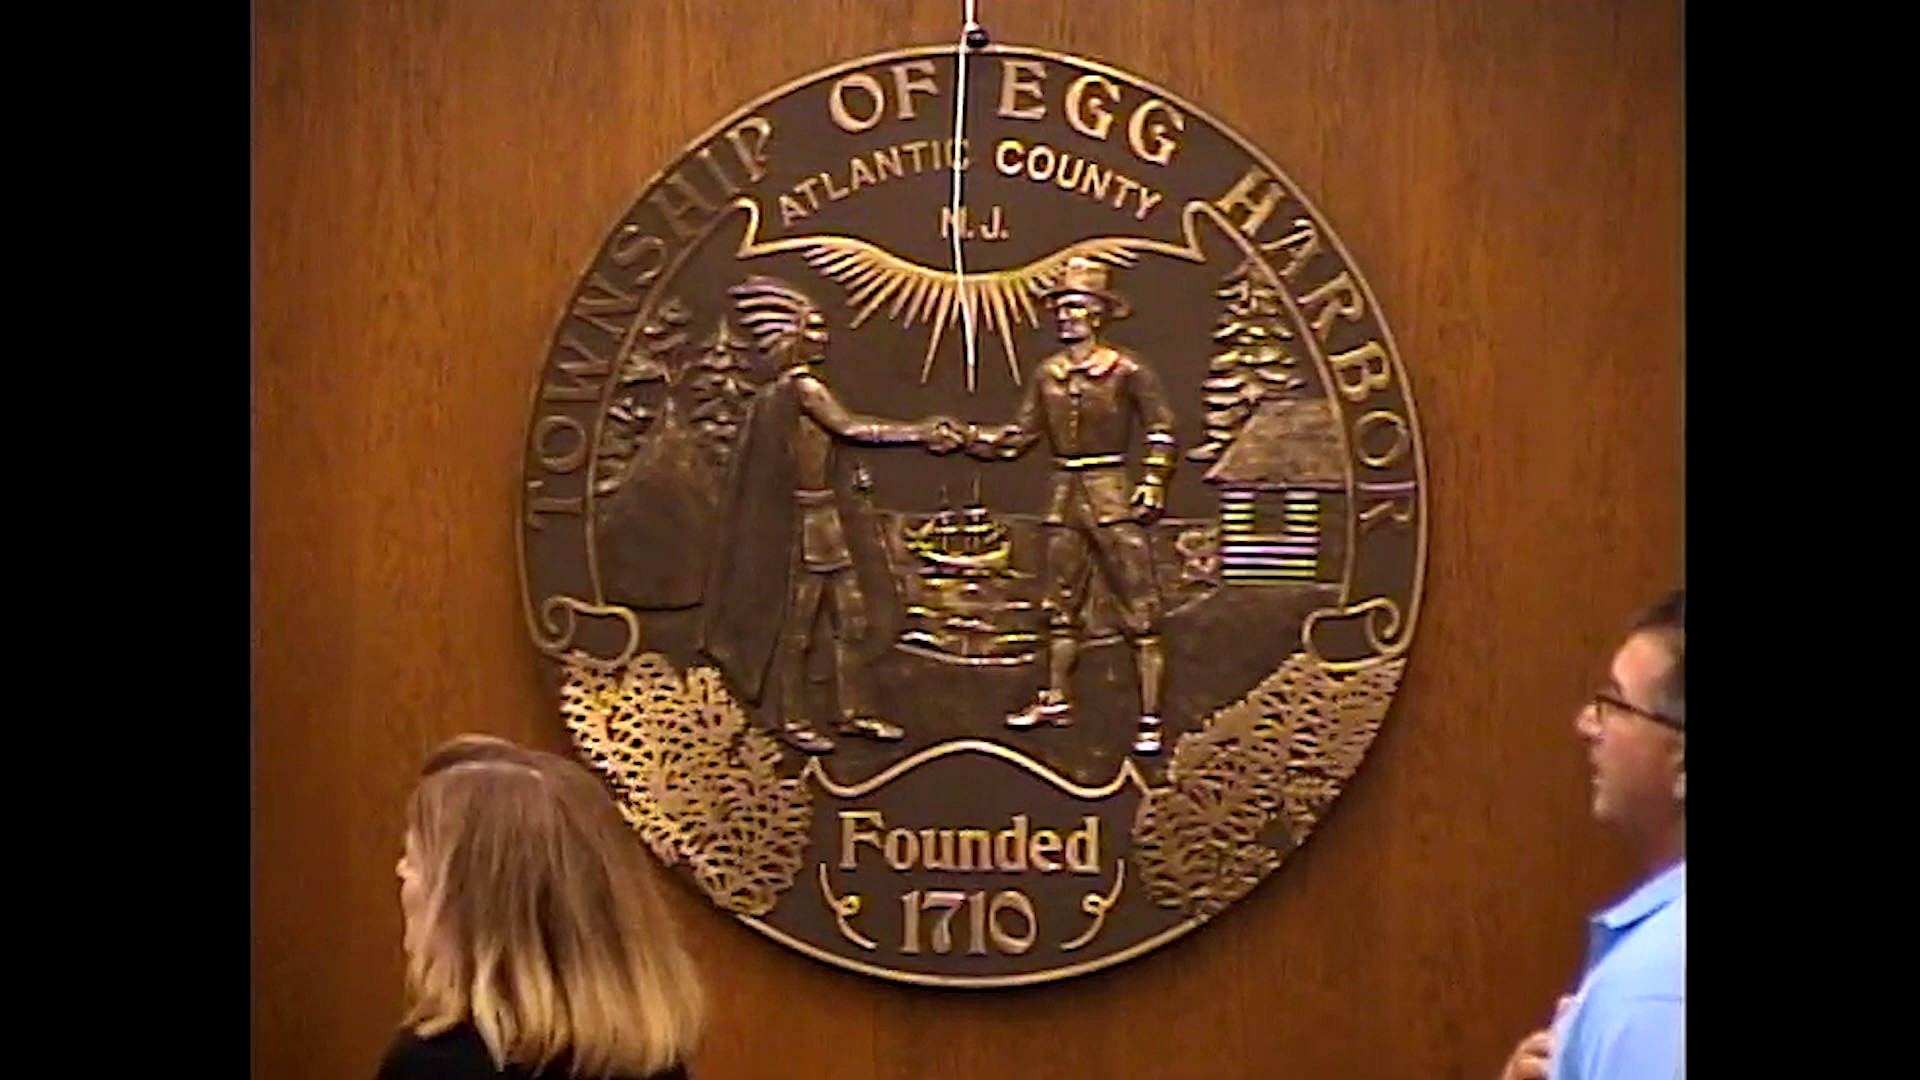 TOWNSHIP OF EGG HARBOR
ATLANTIC COUNTY
N.J.
Founded
1710